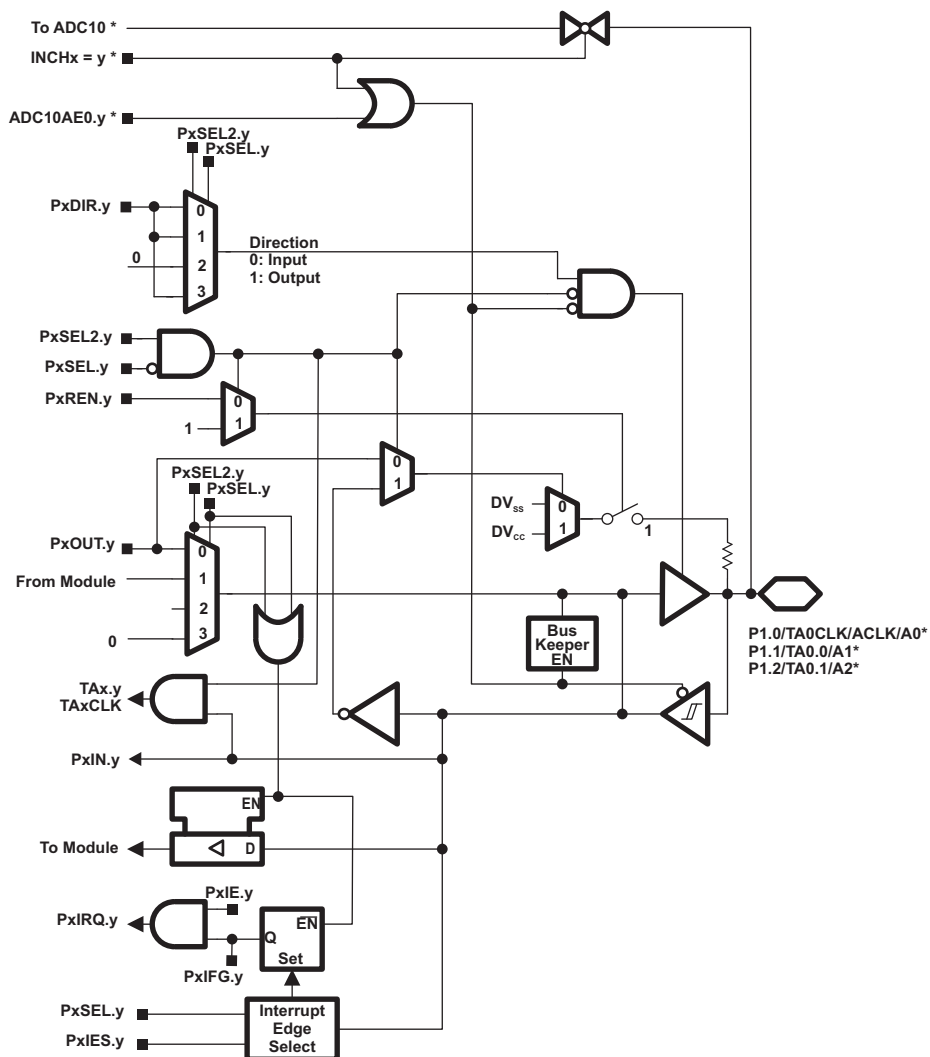 To ADC10 *
INCHx = y *
ADC10AE0.y *
PxSEL2.y
PxSEL.y
PxDIR.y
0
1
2
3
0
Direction
0: Input
1: Output
PxSEL2.y
PxSEL.y
PxREN.y
0
1
1
0
1
PxSEL2.y
PxSEL.y
DVSS
DVCC
0
1
1
PxOUT.y
From Module
0
0
1
2
3
Bus
Keeper
EN
P1.0/TA0CLK/ACLK/A0*
P1.1/TA0.0/A1*
P1.2/TA0.1/A2*
TAx.y
TAxCLK
PxIN.y
EN
To Module
D
PxIE.y
PxIRQ.y
EN
Q
Set
PxIFG.y
PxSEL.y
PxIES.y
Interrupt
Edge
Select